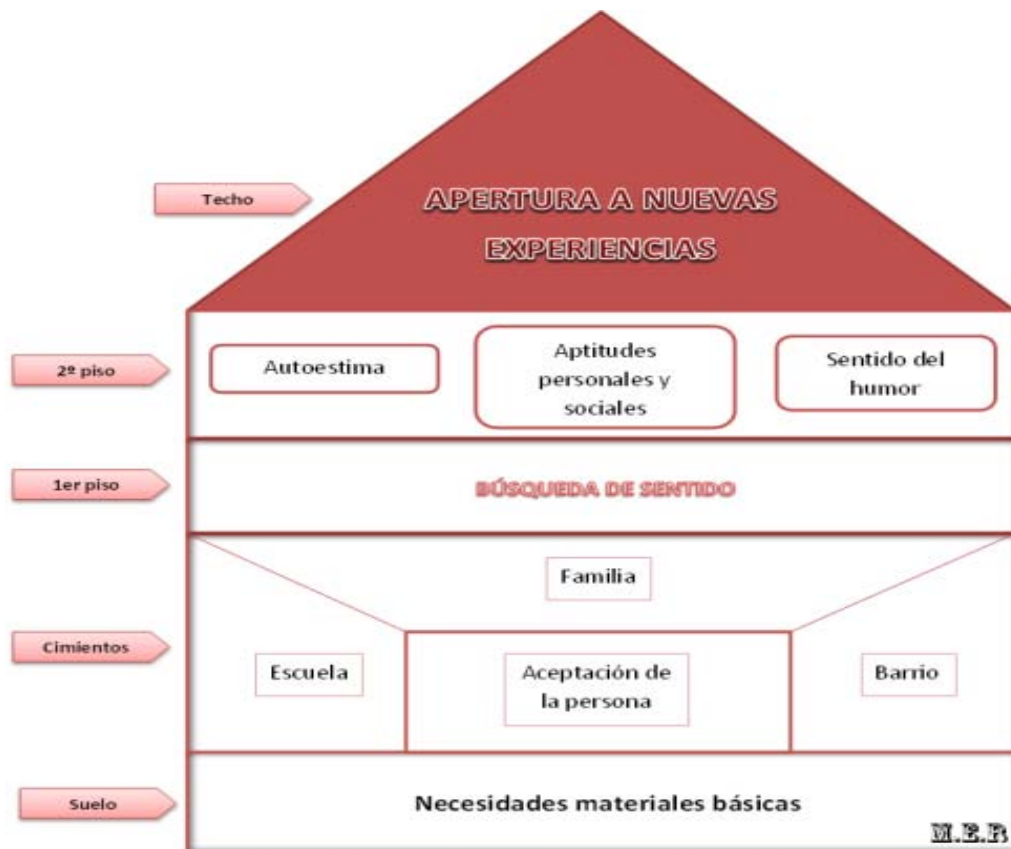 Techo
APERTURA A NUEVAS
EXPERIENCIAS
2º piso
Autoestima
Aptitudes
personales y
sociales
Sentido del
humor
1er piso
BÚSQUEDA DE SENTIDO
Cimientos
Familia
Escuela
Aceptación de
la persona
Barrio
Suelo
Necesidades materiales básicas
M.E.R